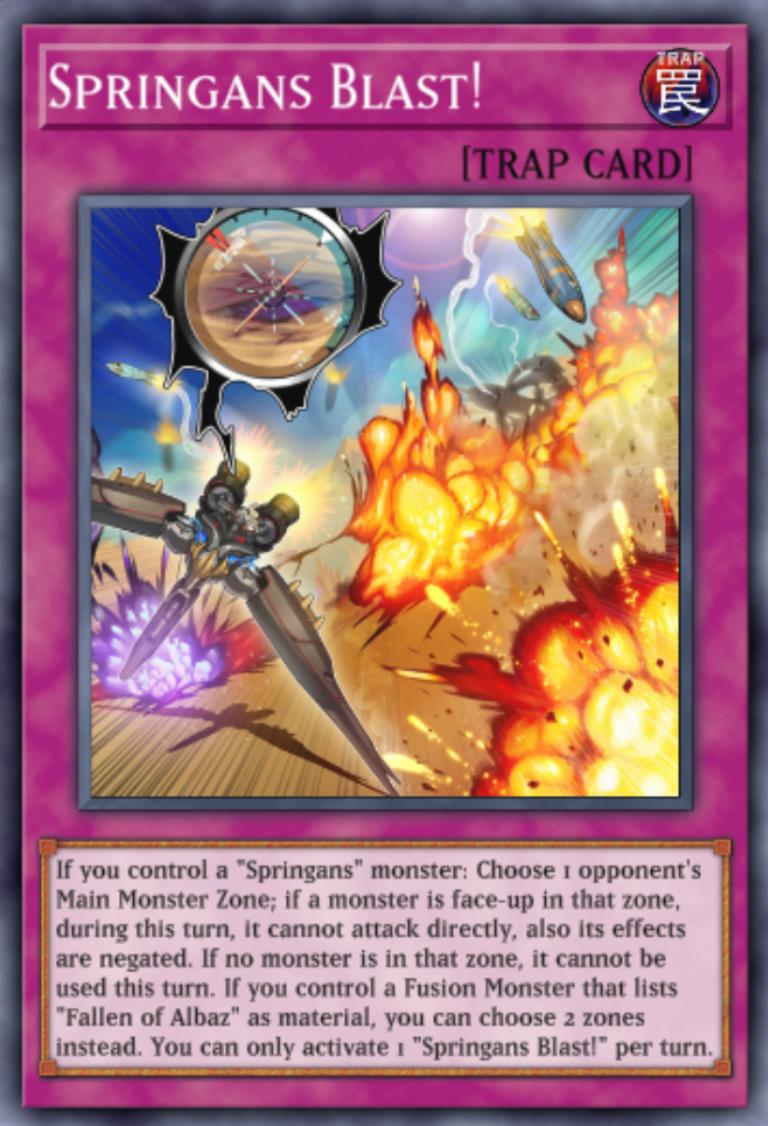 Springans Blast!
TRAP
罠
[TRAP CARD]
If you control a "Springans" monster: Choose 1 opponent's
Main Monster Zone; if a monster is face-up in that zone,
during this turn, it cannot attack directly, also its effects
are negated. If no monster is in that zone, it cannot be
used this turn. If you control a Fusion Monster that lists
"Fallen of Albaz" as material, you can choose 2 zones
instead. You can only activate 1 "Springans Blast!" per turn.